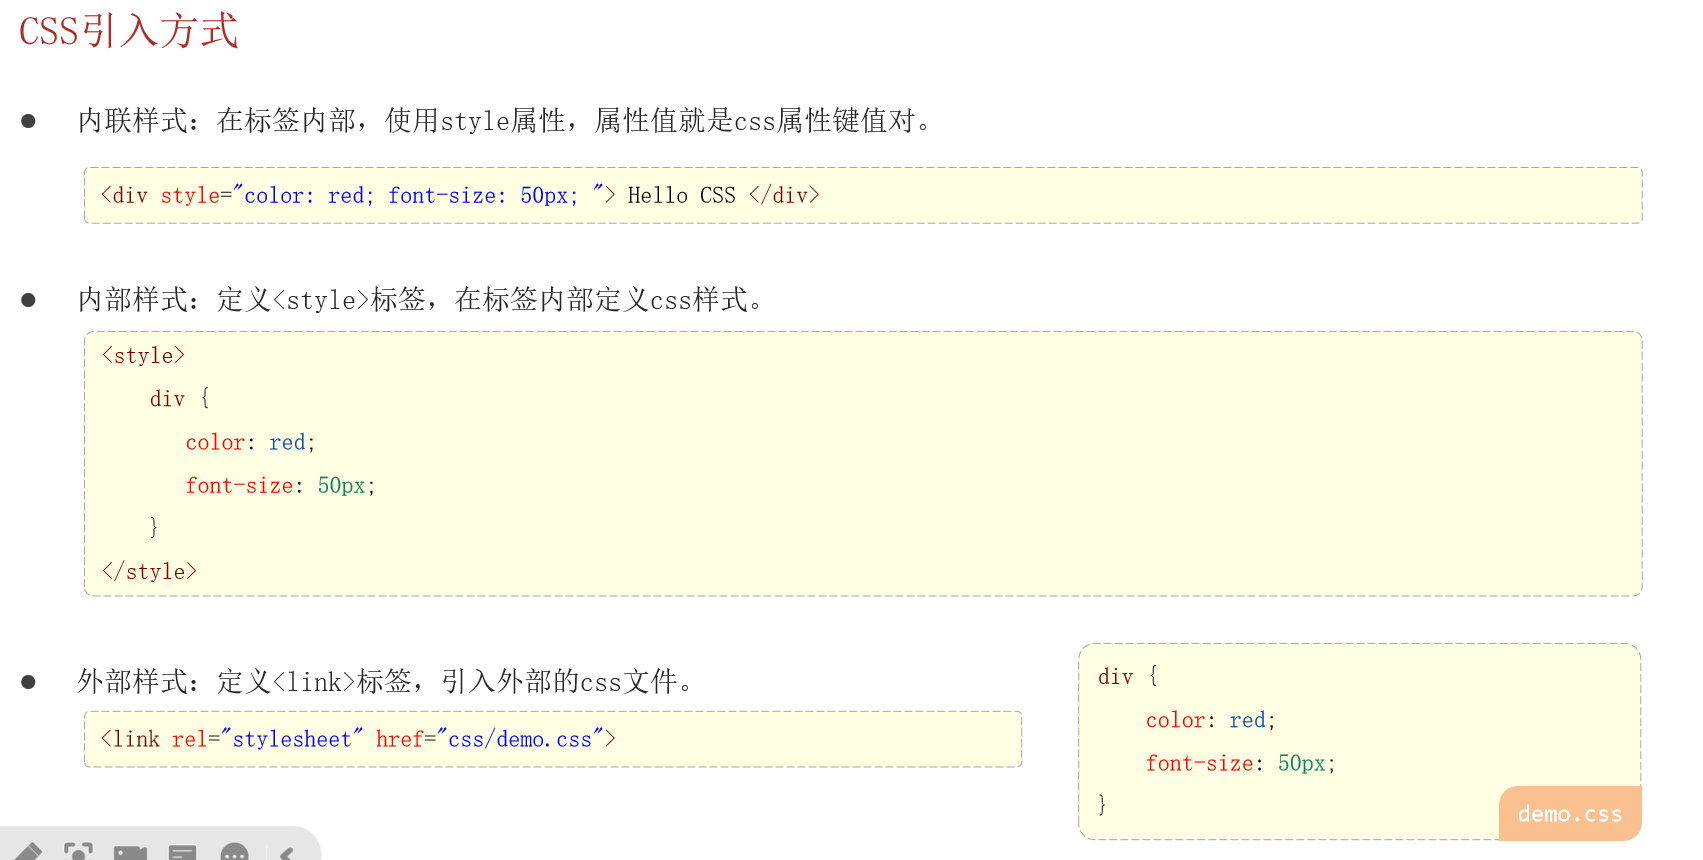 CSS引入方式
内联样式：在标签内部，使用style属性，属性值就是css属性键值对。
<div style="color: red; font-size: 50px; "> Hello CSS </div>
内部样式：定义<style>标签，在标签内部定义css样式。
<style>
div {
color: red;
font-size: 50px;
}
</style>
外部样式：定义<link>标签，引入外部的css文件。
<link rel="stylesheet" href="css/demo.css">
div {
color: red;
font-size: 50px;
}
demo.css